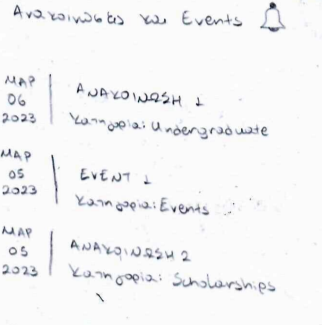 Ανακοινώσεις και Events
ΜΑΡ
06
2023
ΑΝΑΚΟΙΝΩΣΗ 1
Κατηγορία: Undergraduate
ΜΑΡ
05
2023
EVENT 1
Κατηγορία: Events
ΜΑΡ
05
2023
ΑΝΑΚΟΙΝΩΣΗ 2
Κατηγορία: Scholarships